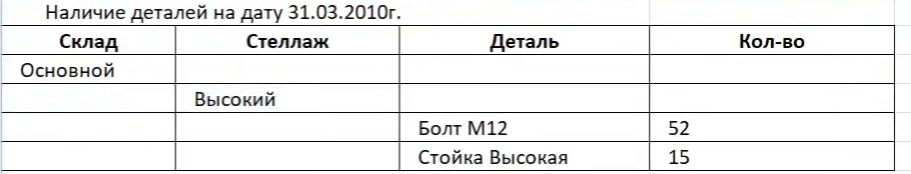 Наличие деталей на дату 31.03.2010г.
Склад Стеллаж Деталь Кол-во
Основной
Высокий
Болт М12 52
Стойка Высокая 15